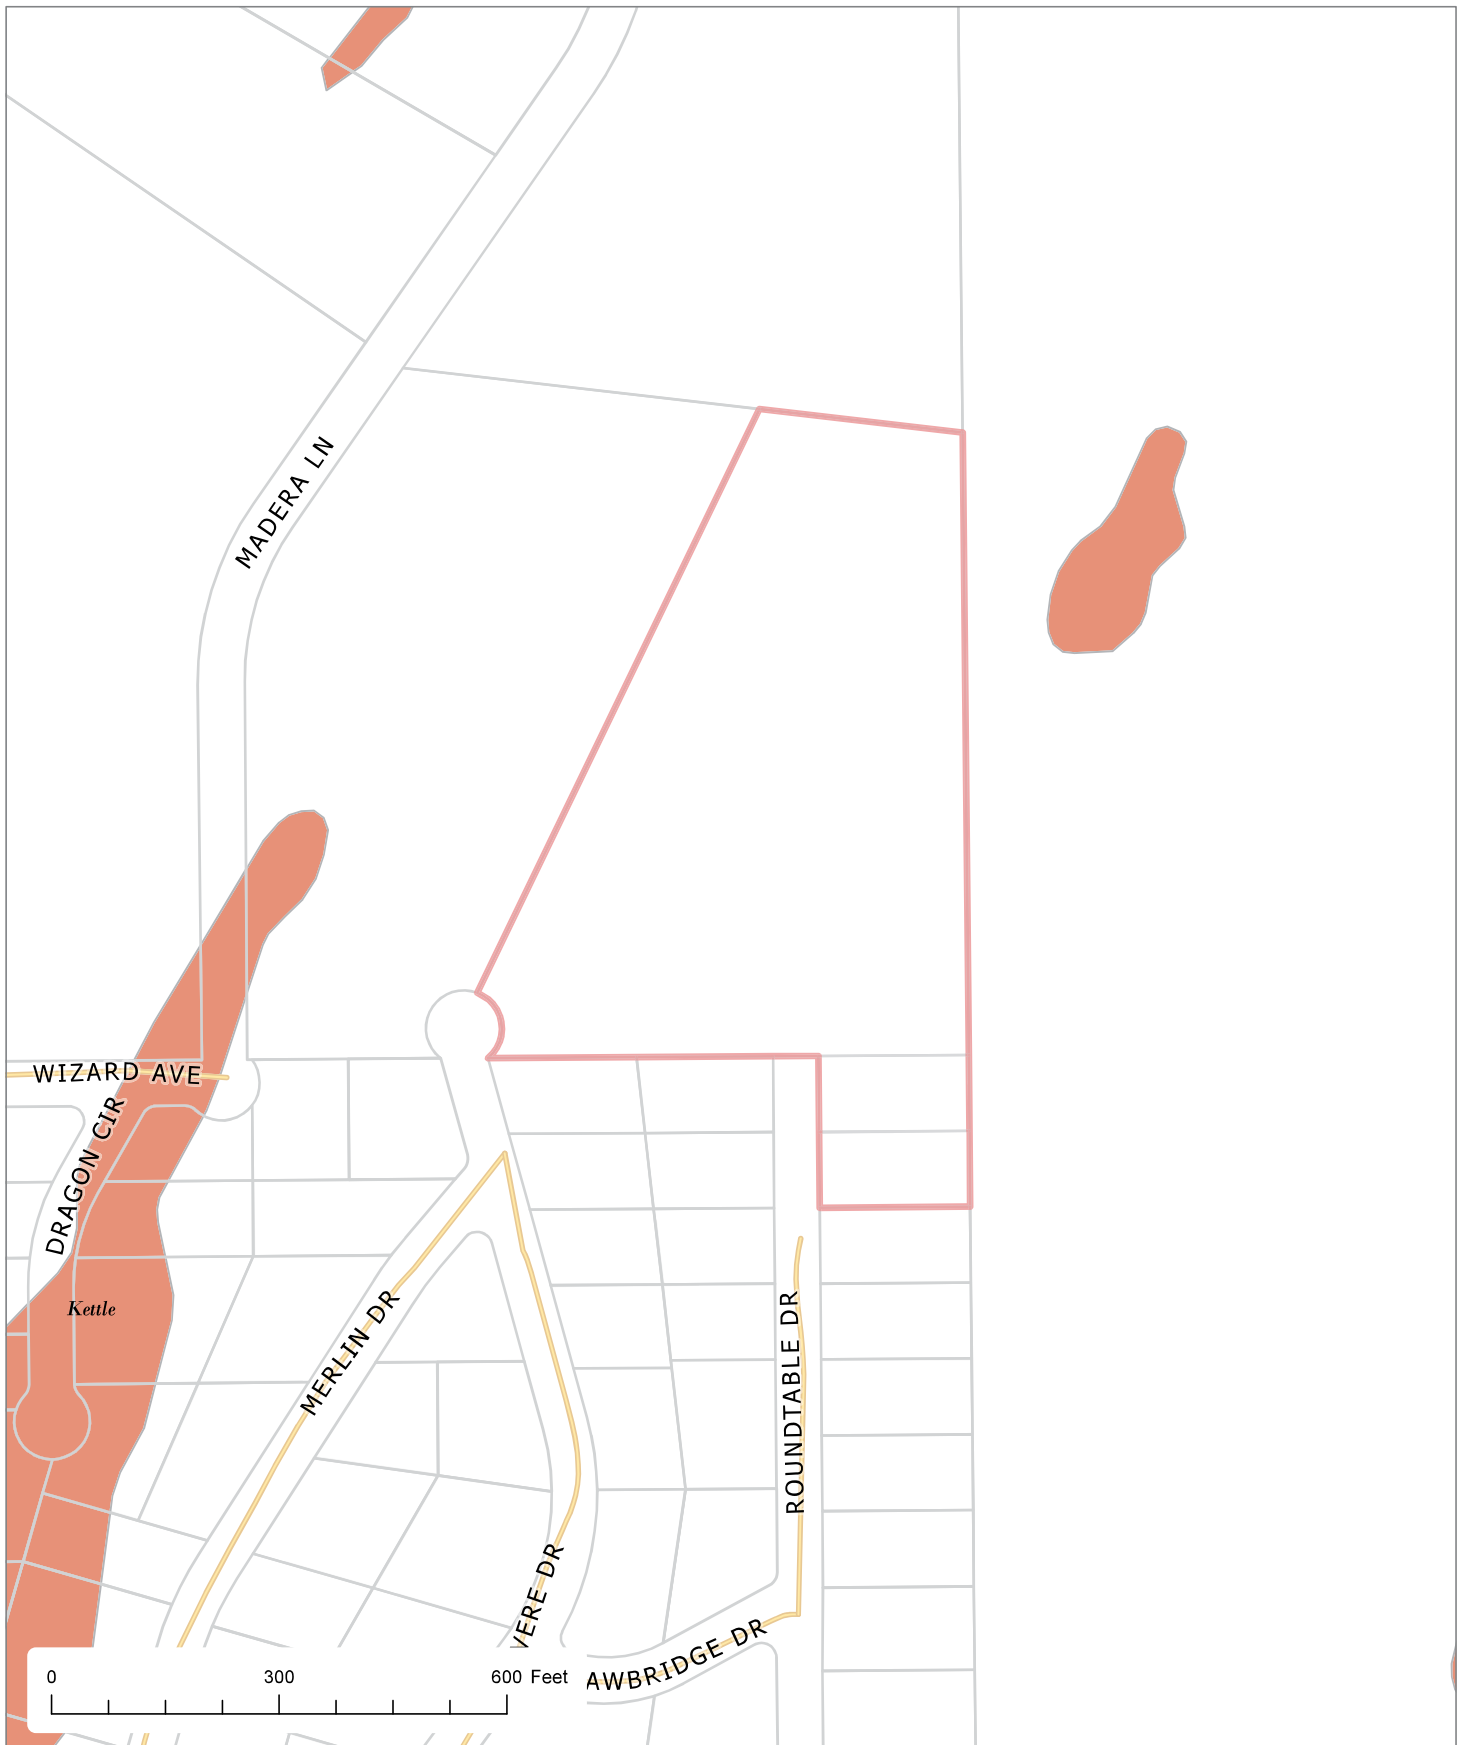 MADERA LN
WIZARD AVE
DRAGON CIR
Kettle
MERLIN DR
ROUNDTABLE DR
VERE DR
AWBRIDGE DR
0 300 600 Feet